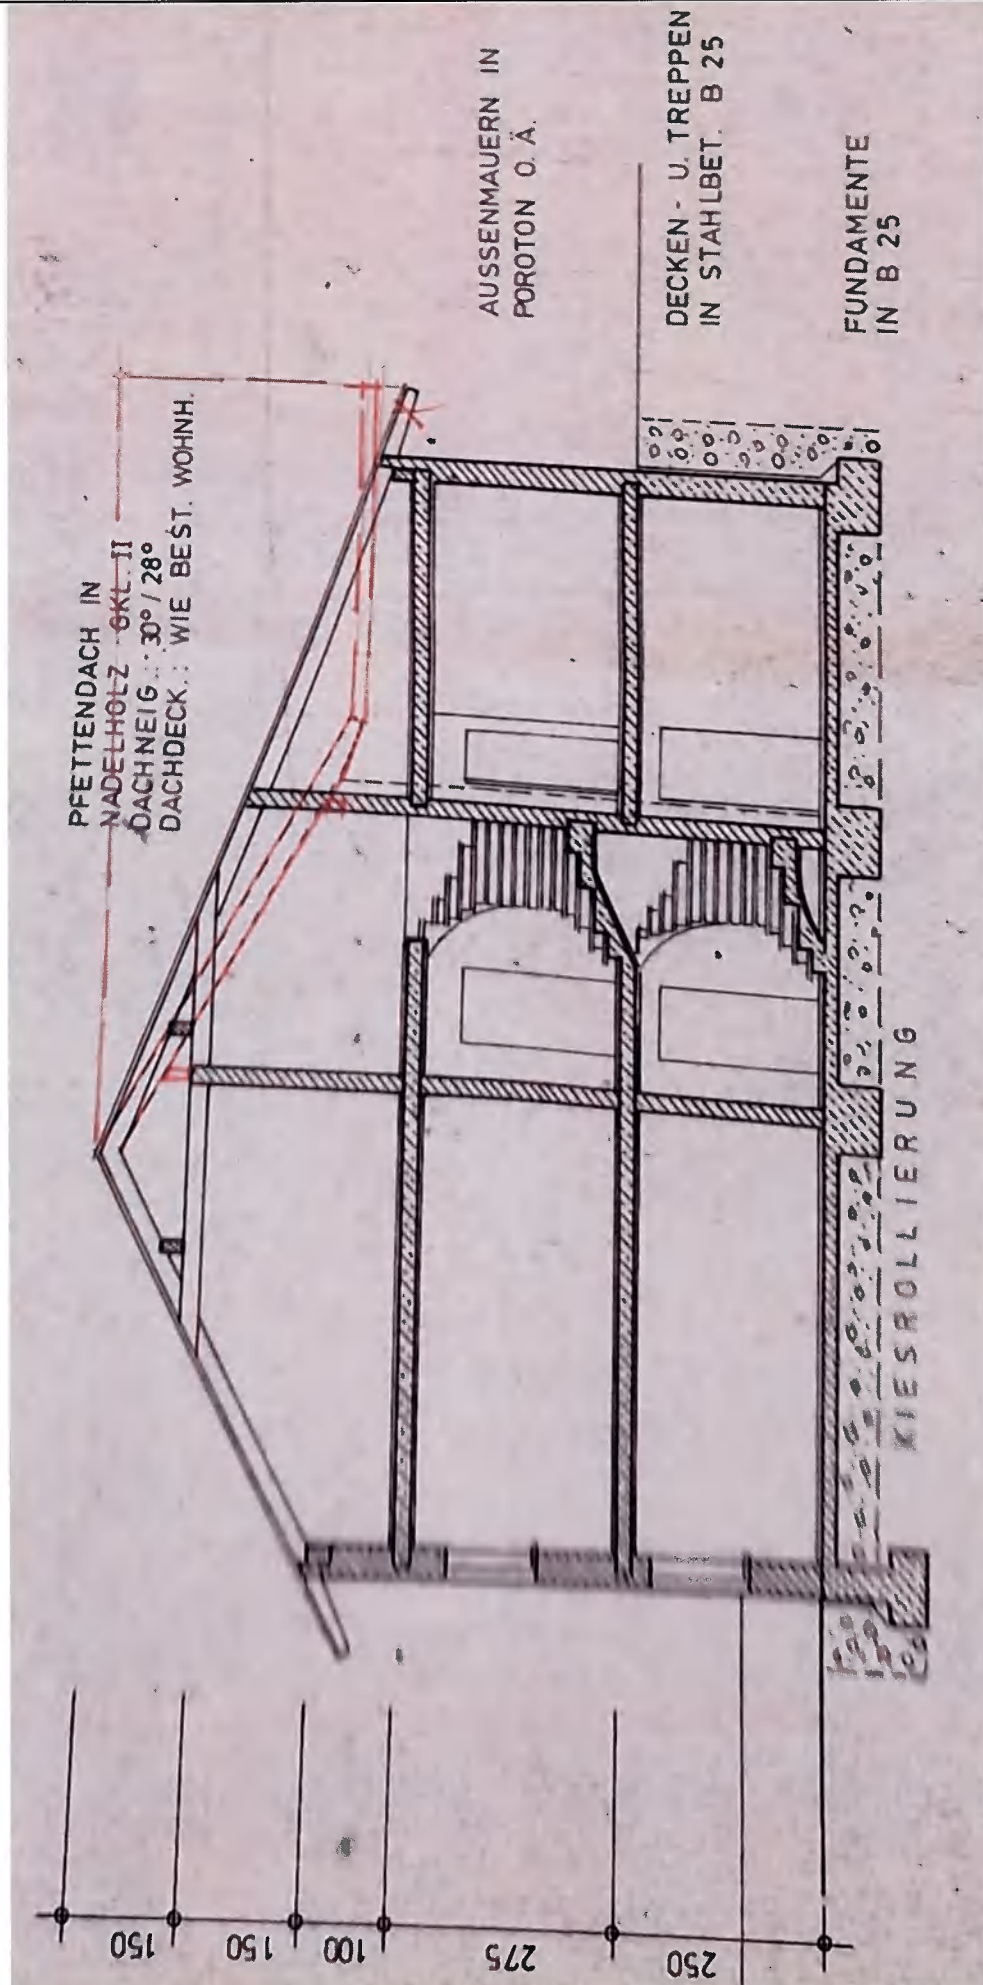 PFETTENDACH IN
NADELHOLZ GKL. II
DACHNEIG.: 30° / 28°
DACHDECK.: WIE BEST. WOHNH.
AUSSENMAUERN IN
POROTON O. Ä.
DECKEN- U. TREPPEN
IN STAHLBET. B 25
FUNDAMENTE
IN B 25
KIESROLLIERUNG
150
150
100
275
250